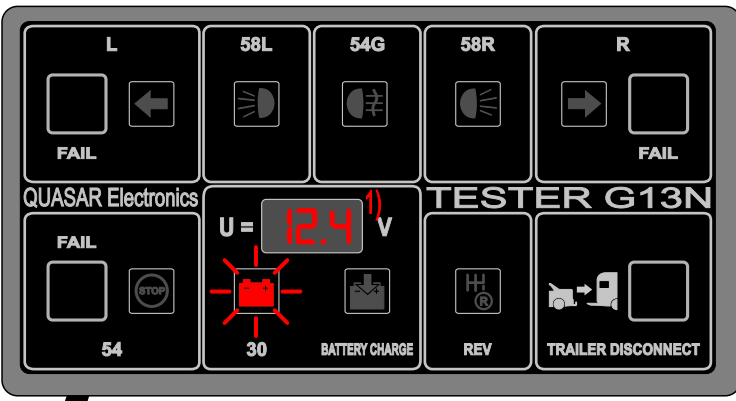 L
58L
54G
58R
R
FAIL
FAIL
QUASAR Electronics
TESTER G13N
U = 12.4 1) V
FAIL
STOP
54
30
BATTERY CHARGE
R
REV
TRAILER DISCONNECT